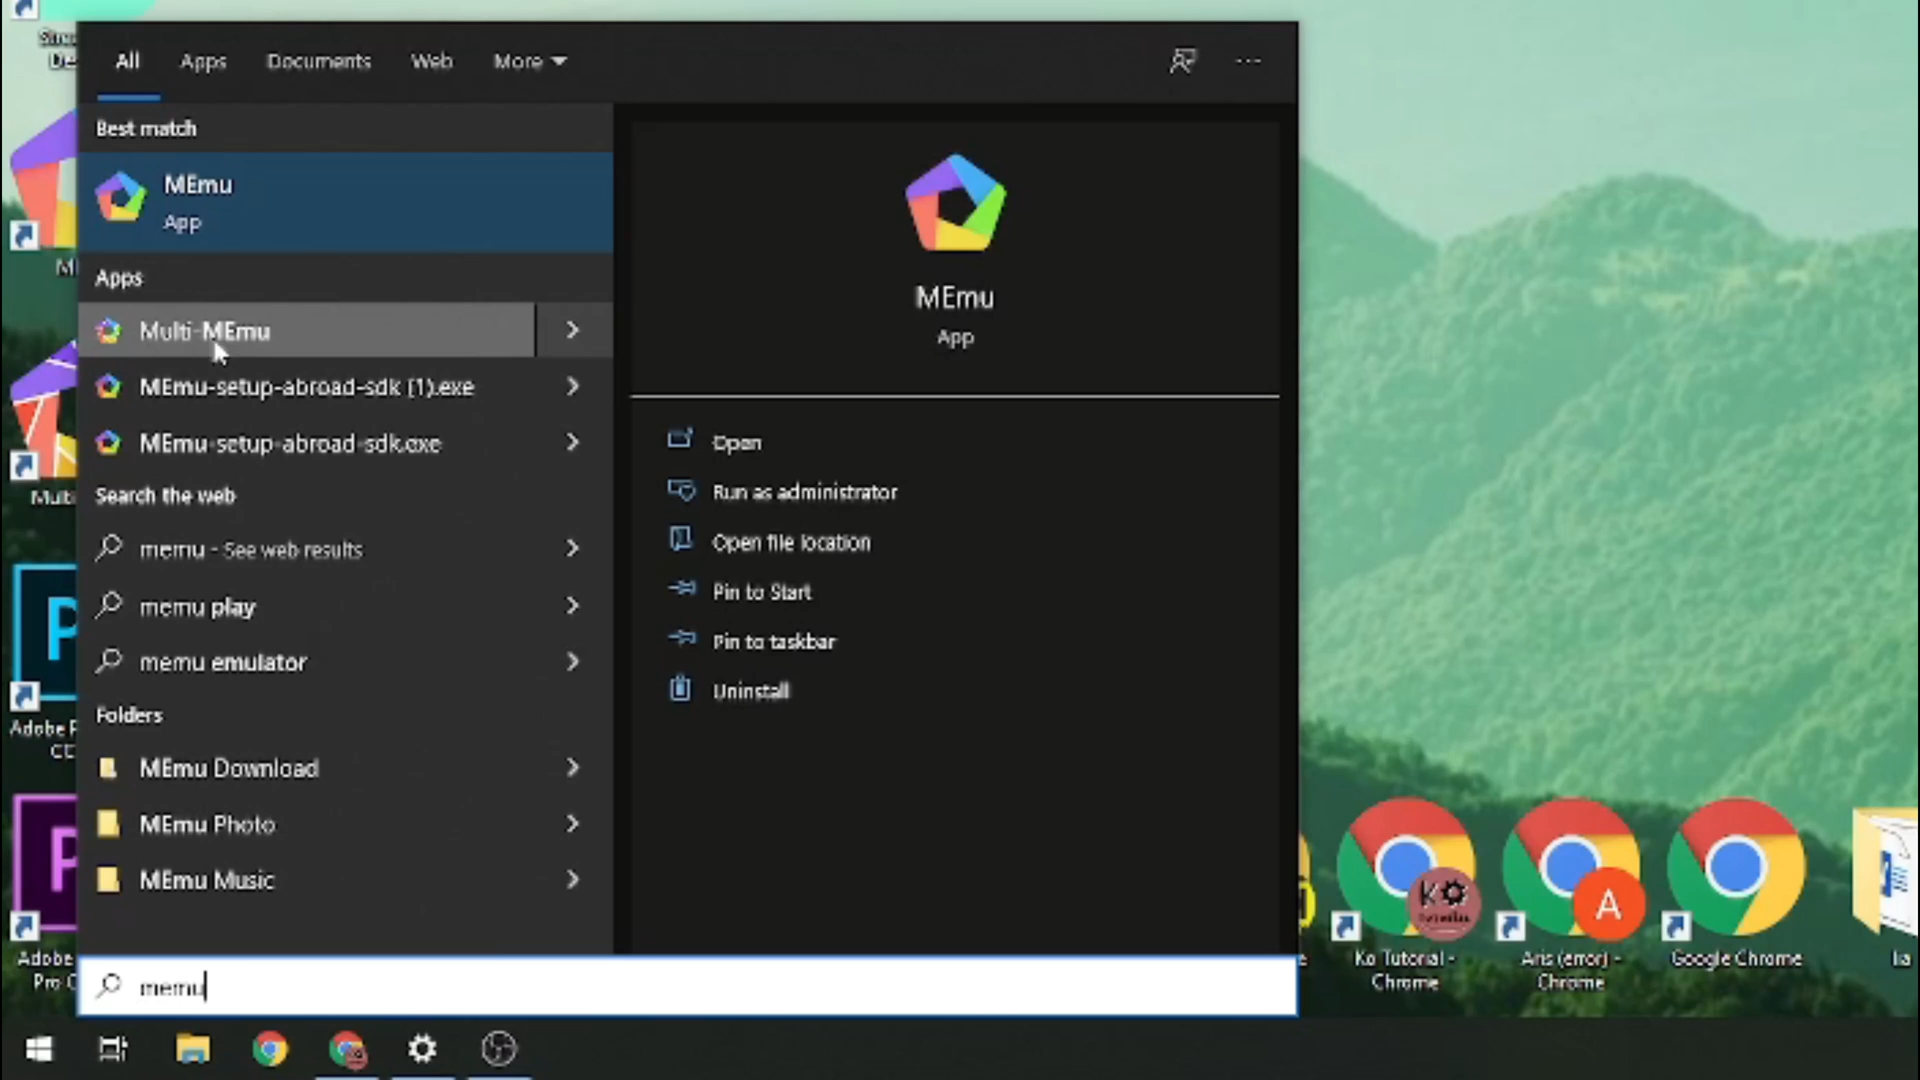 All
Apps
Documents
Web
More
Best match
MEmu
App
Apps
Multi-MEmu
MEmu-setup-abroad-sdk (1).exe
MEmu-setup-abroad-sdk.exe
Search the web
memu - See web results
memu play
memu emulator
Folders
MEmu Download
MEmu Photo
MEmu Music
memu
MEmu
App
Open
Run as administrator
Open file location
Pin to Start
Pin to taskbar
Uninstall
Multi
Adobe P
CC
Adobe
Pro C
Ko Tutorial -
Chrome
Aris (error) -
Chrome
Google Chrome
A